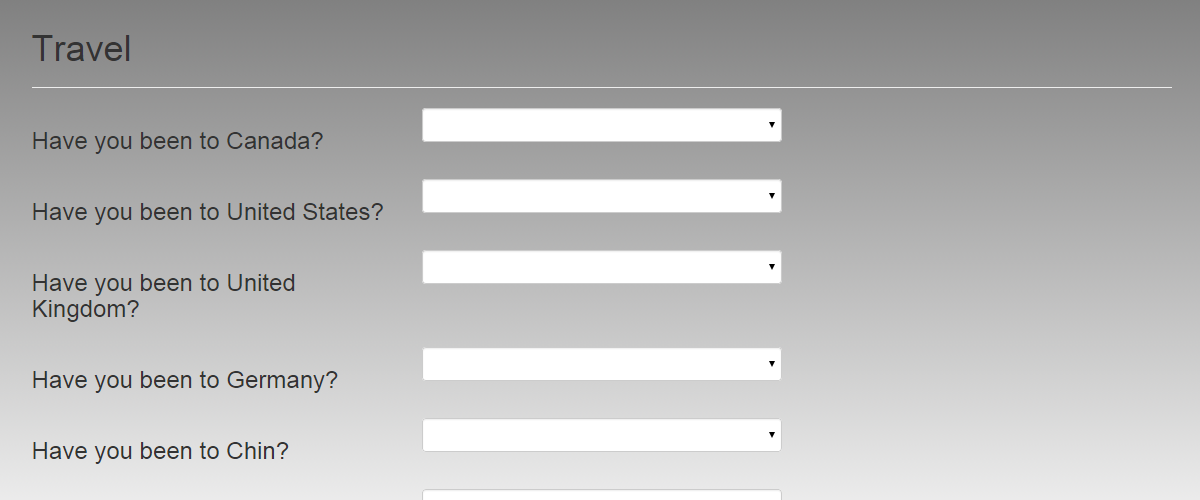 Travel
Have you been to Canada?
Have you been to United States?
Have you been to United
Kingdom?
Have you been to Germany?
Have you been to Chin?